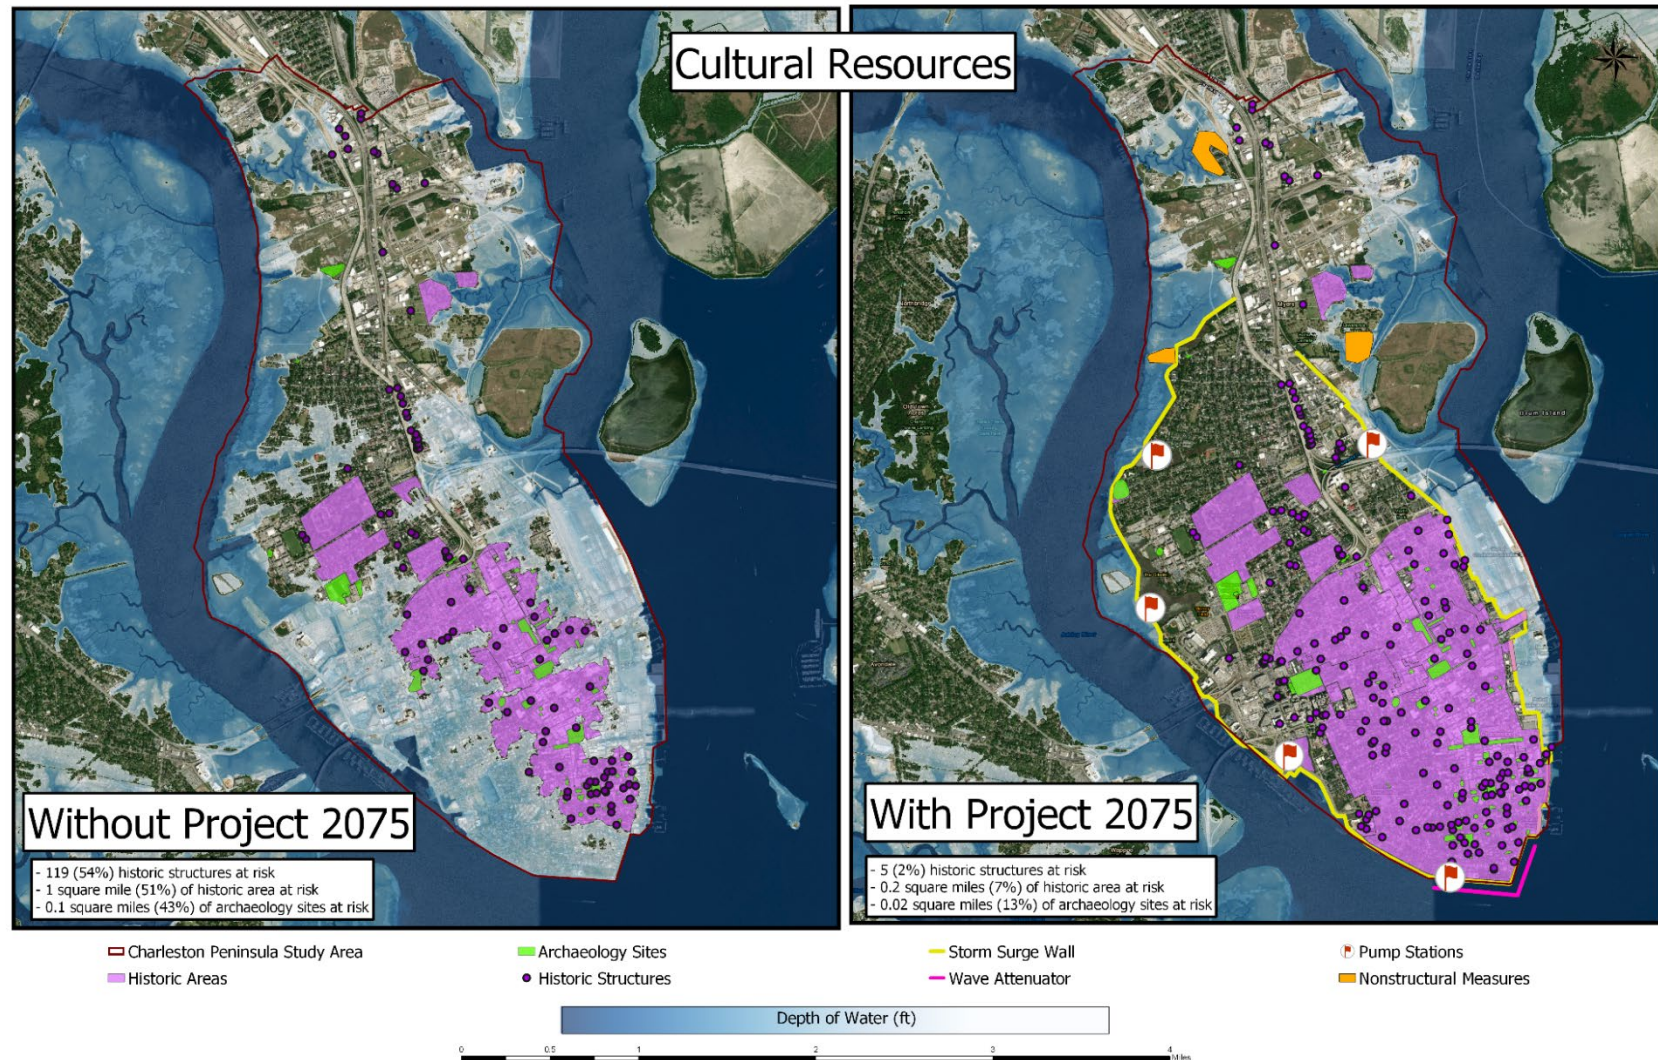 Cultural Resources
Without Project 2075
- 119 (54%) historic structures at risk
- 1 square mile (51%) of historic area at risk
- 0.1 square miles (43%) of archaeology sites at risk
With Project 2075
- 5 (2%) historic structures at risk
- 0.2 square miles (7%) of historic area at risk
- 0.02 square miles (13%) of archaeology sites at risk
Drum Island
Charleston Peninsula Study Area
Archaeology Sites
Storm Surge Wall
Pump Stations
Historic Areas
Historic Structures
Wave Attenuator
Nonstructural Measures
Depth of Water (ft)
0 0.5 1 2 3 4
Miles